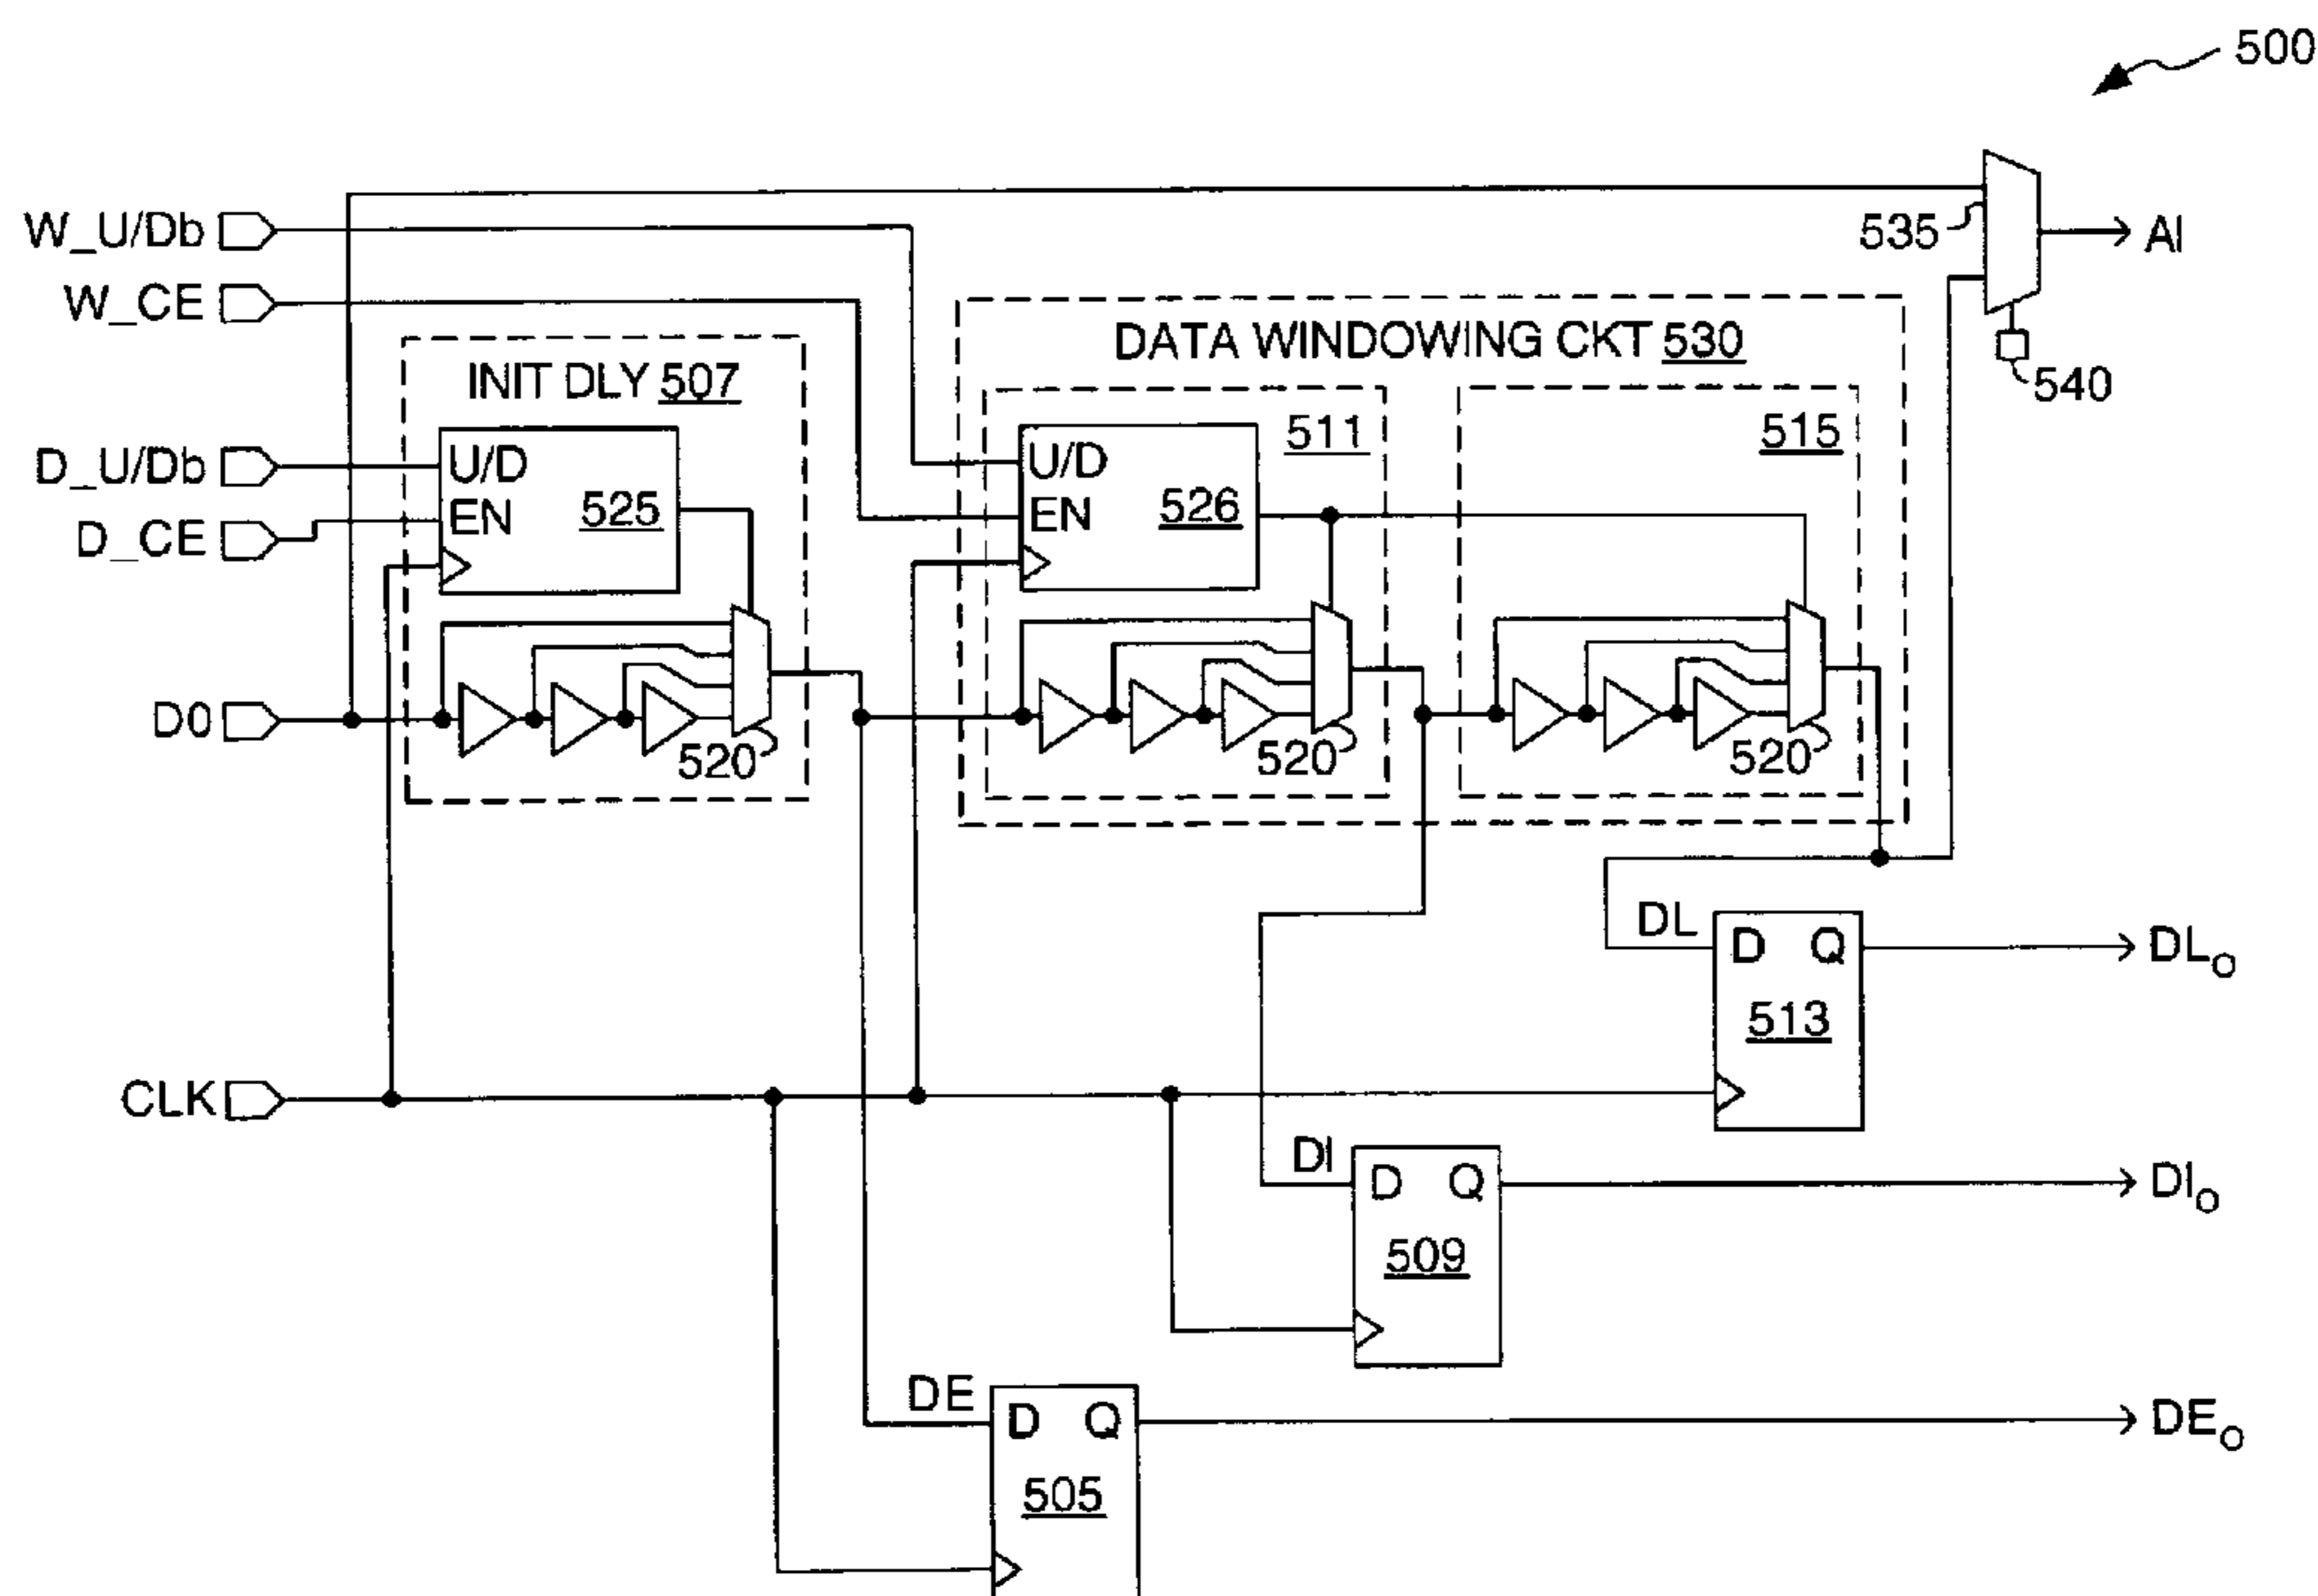 500
W_U/Db
535
AI
W_CE
DATA WINDOWING CKT 530
INIT DLY 507
540
511
515
D_U/Db
U/D
525
U/D
526
D_CE
EN
EN
D0
520
520
520
DL
D Q
DLO
513
CLK
DI
D Q
DIO
509
DE
D Q
DEO
505